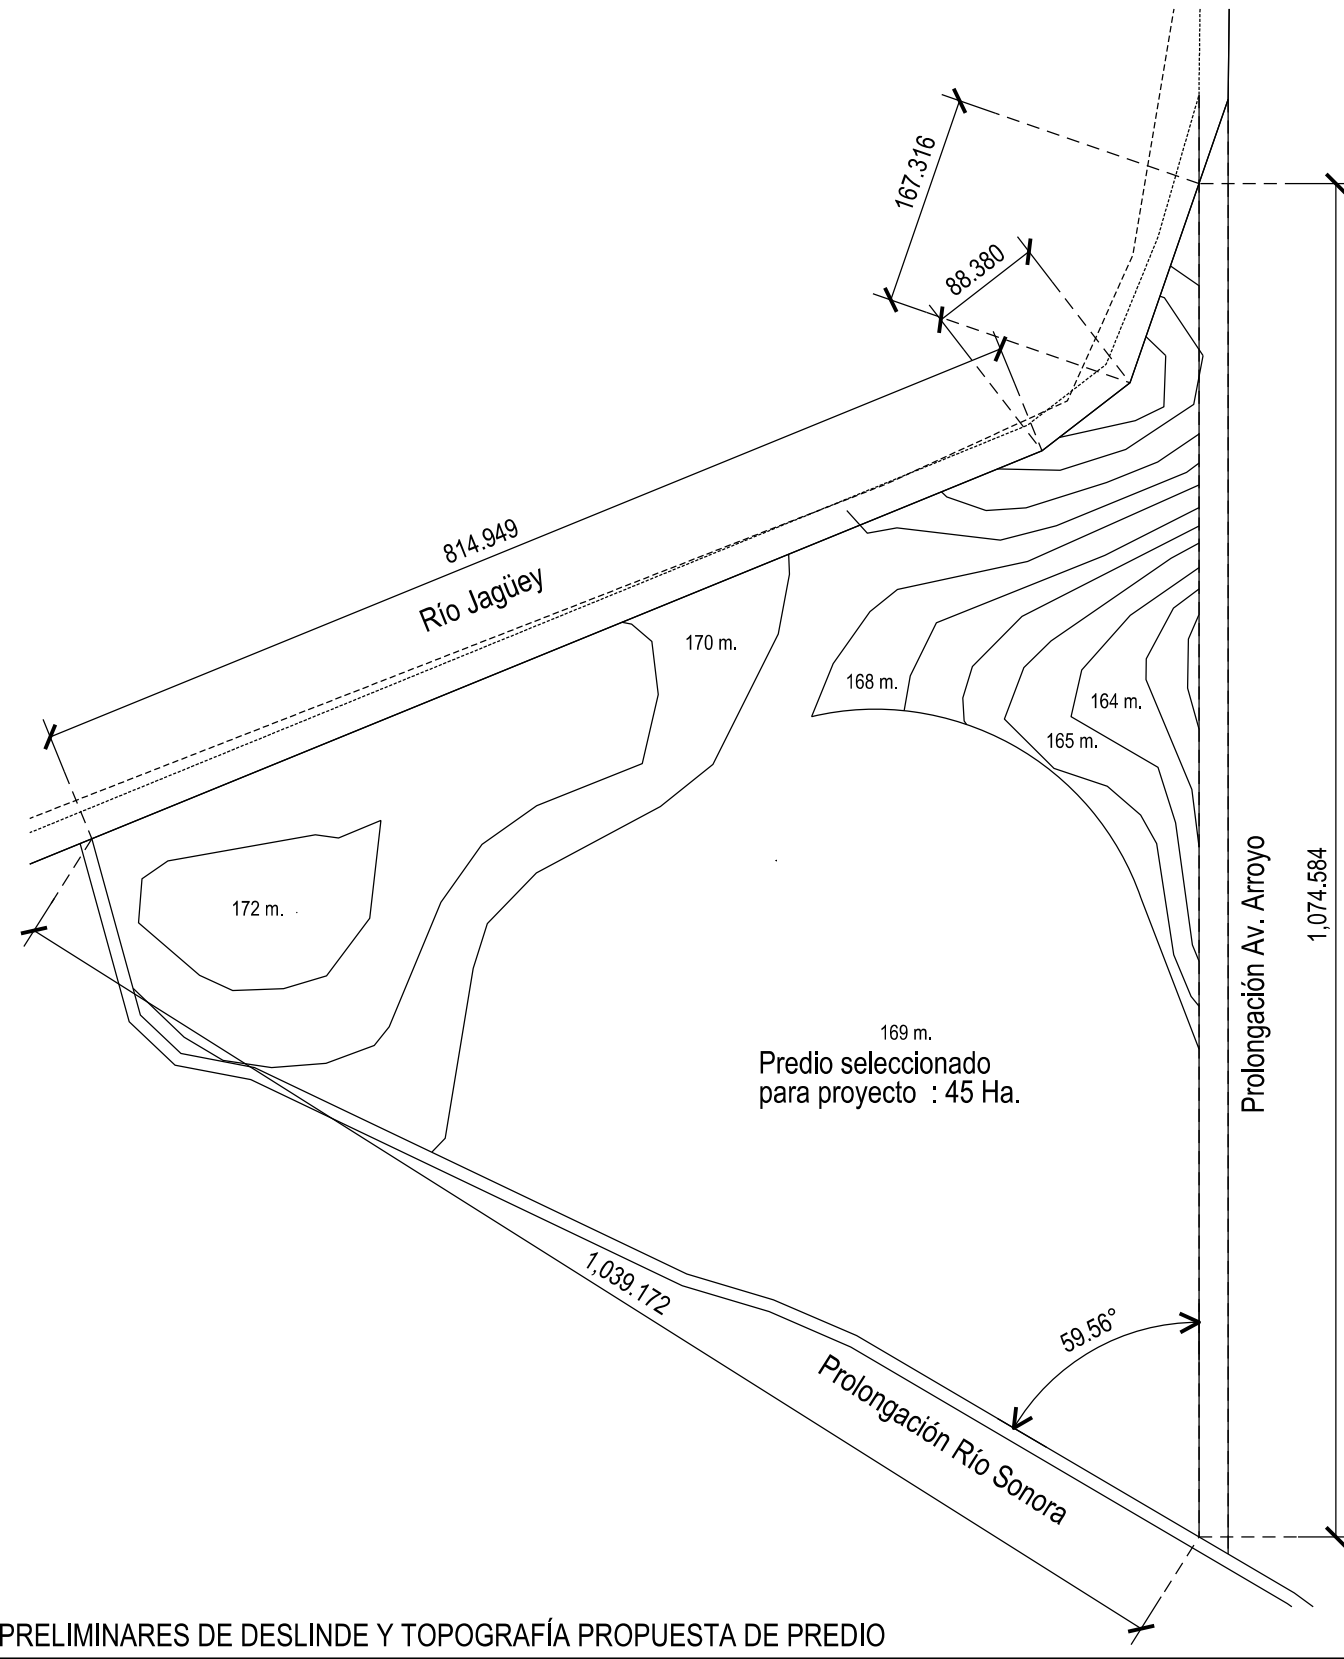 167.316
88.380
814.949
Río Jagüey
170 m.
168 m.
164 m.
165 m.
172 m.
Prolongación Av. Arroyo
1,074.584
169 m.
Predio seleccionado
para proyecto : 45 Ha.
1,039.172
59.56°
Prolongación Río Sonora
PRELIMINARES DE DESLINDE Y TOPOGRAFÍA PROPUESTA DE PREDIO